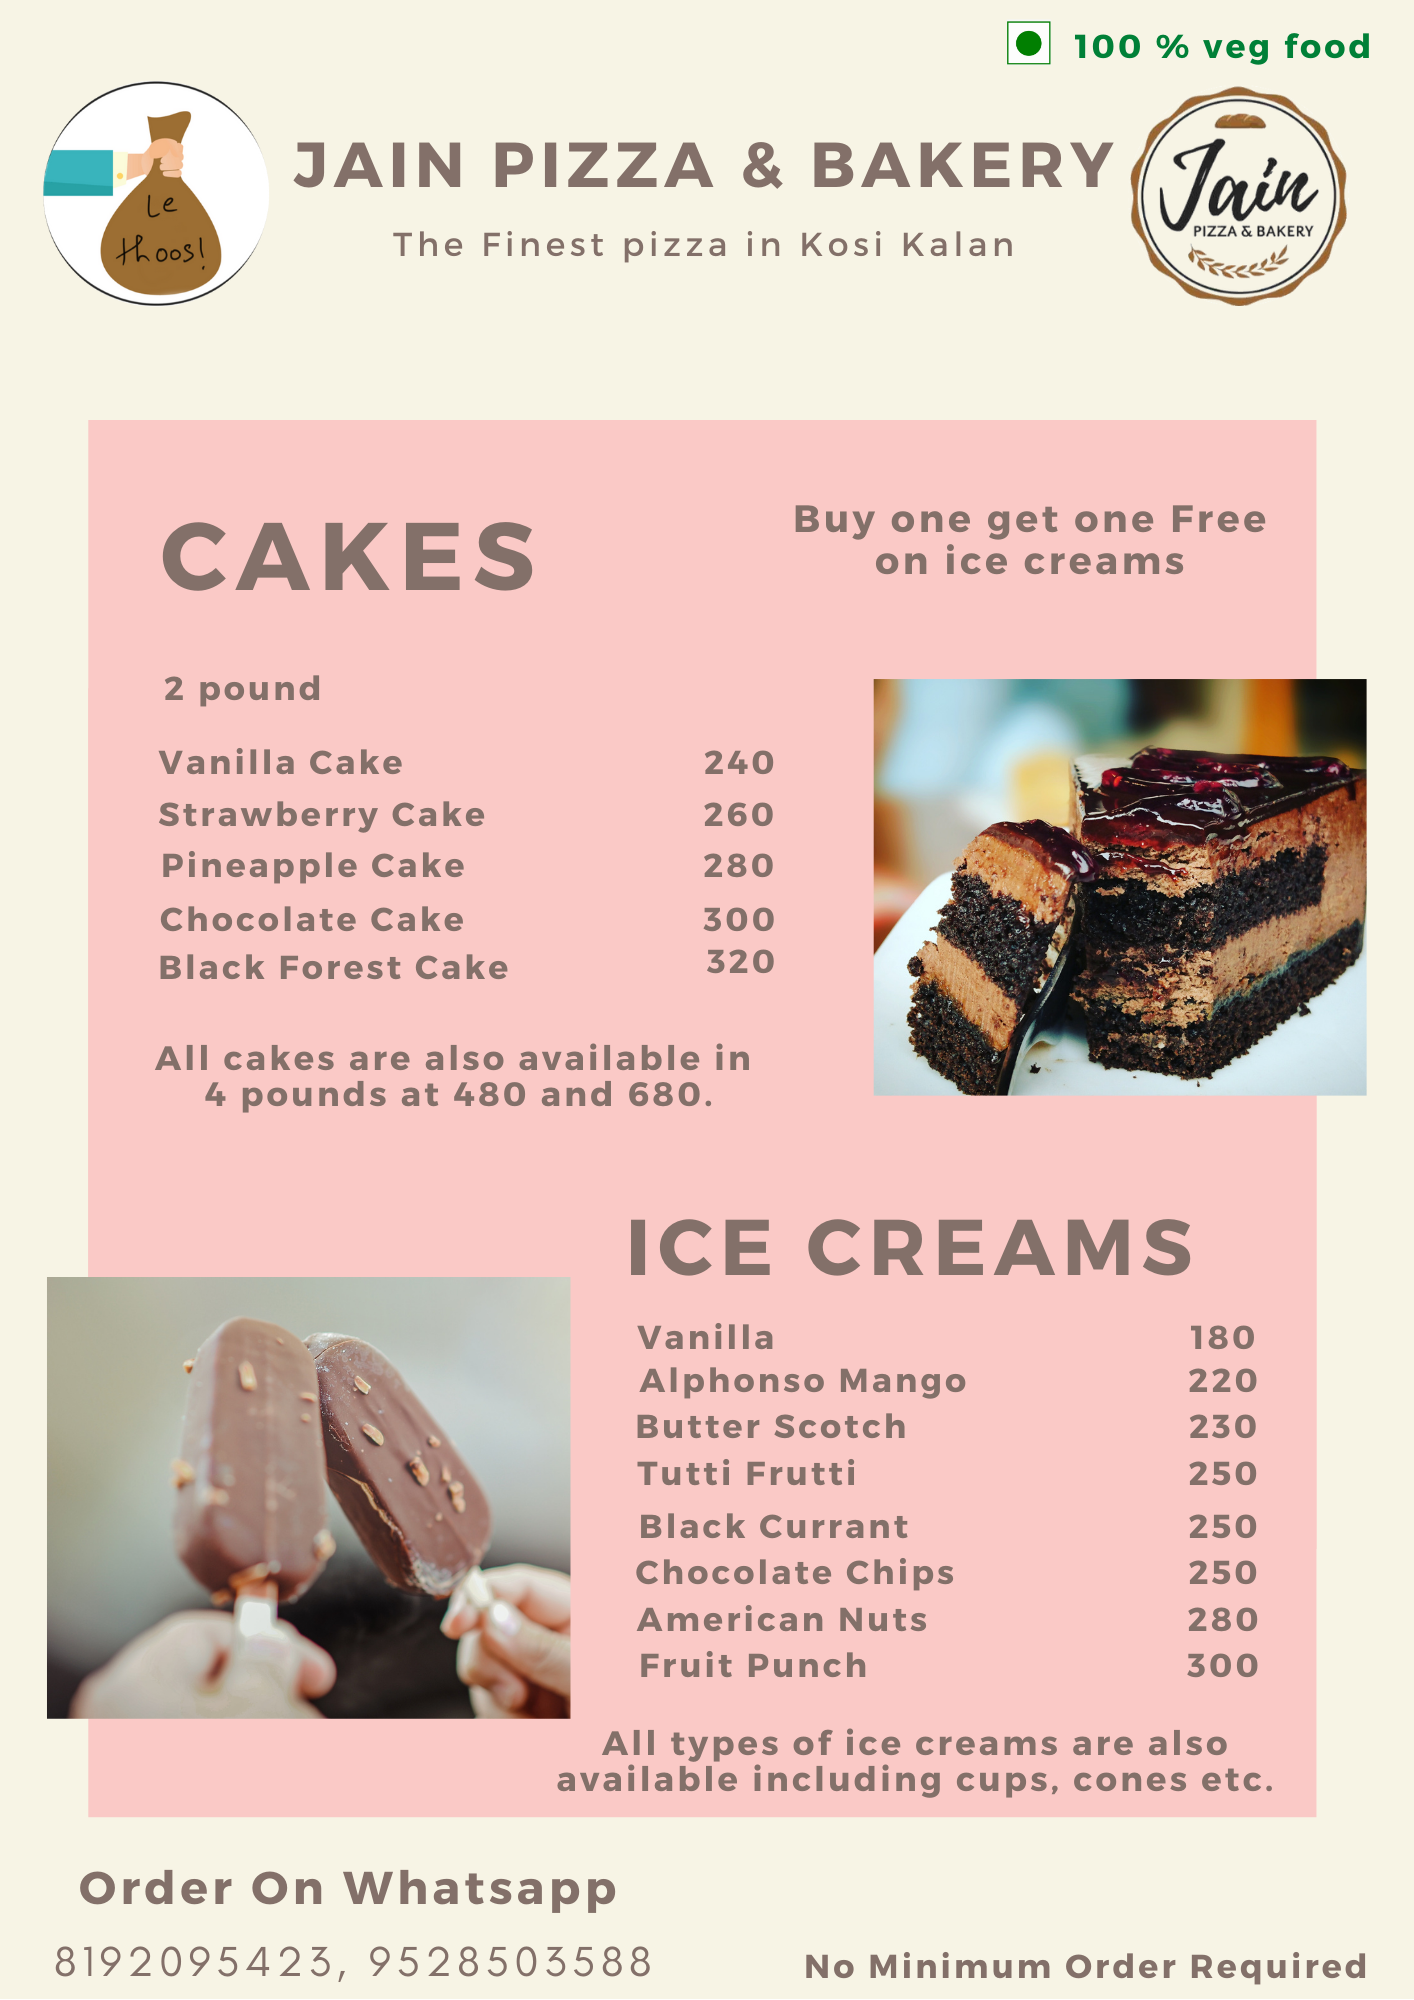 100 % veg food
Le
thoos!
JAIN PIZZA & BAKERY
The Finest pizza in Kosi Kalan
Jain
PIZZA & BAKERY
CAKES
Buy one get one Free
on ice creams
2 pound
Vanilla Cake 240
Strawberry Cake 260
Pineapple Cake 280
Chocolate Cake 300
Black Forest Cake 320
All cakes are also available in
4 pounds at 480 and 680.
ICE CREAMS
Vanilla 180
Alphonso Mango 220
Butter Scotch 230
Tutti Frutti 250
Black Currant 250
Chocolate Chips 250
American Nuts 280
Fruit Punch 300
All types of ice creams are also
available including cups, cones etc.
Order On Whatsapp
8192095423, 9528503588
No Minimum Order Required